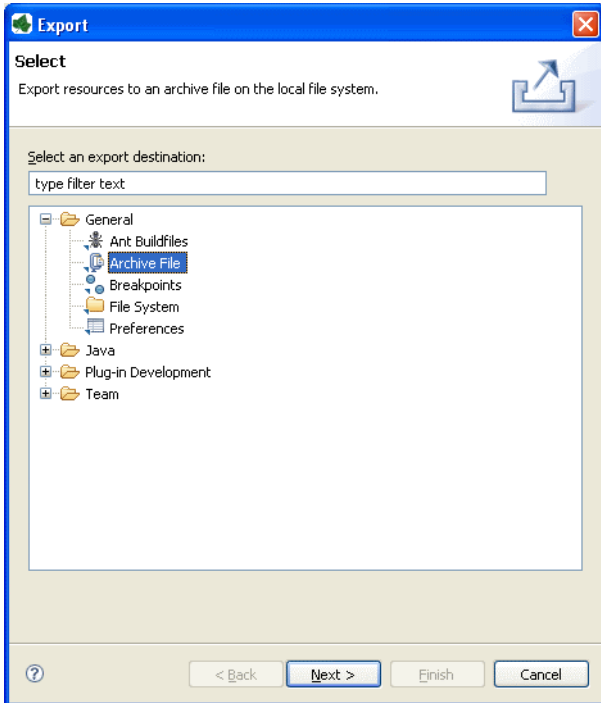 Export
Select
Export resources to an archive file on the local file system.
Select an export destination:
type filter text
General
Ant Buildfiles
Archive File
Breakpoints
File System
Preferences
Java
Plug-in Development
Team
? < Back Next > Finish Cancel